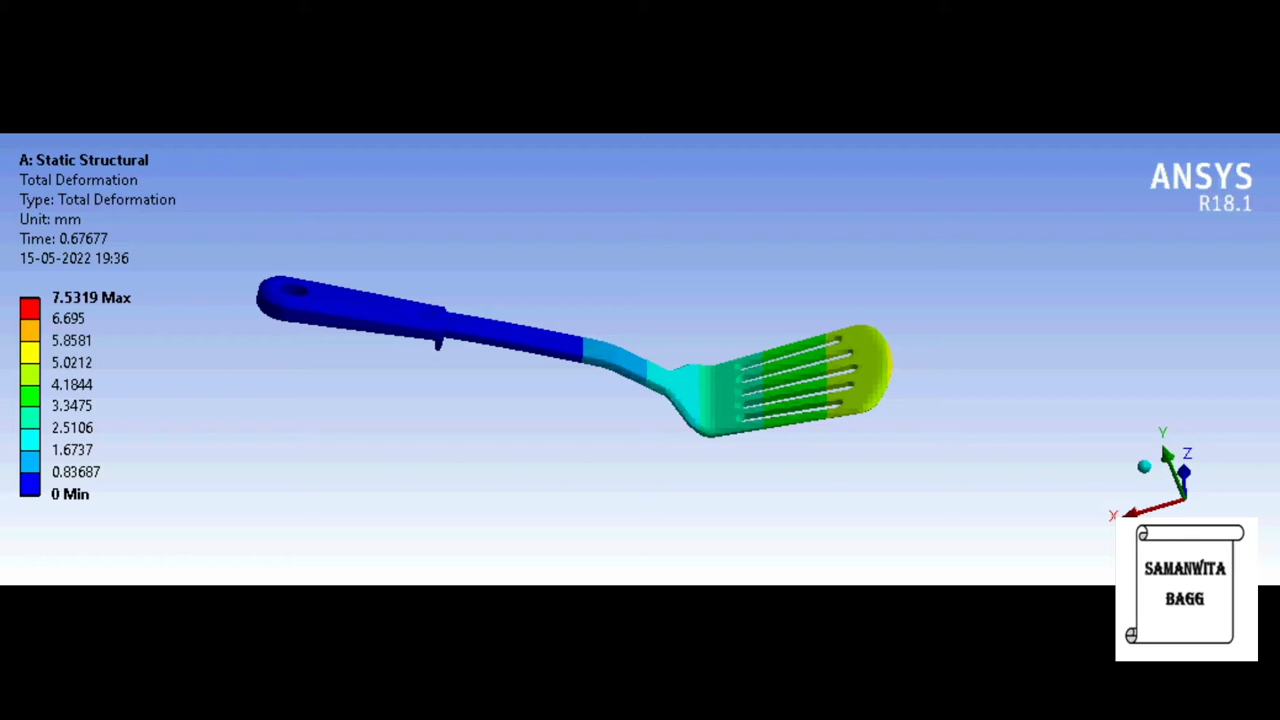 A: Static Structural
Total Deformation
Type: Total Deformation
Unit: mm
Time: 0.67677
15-05-2022 19:36
7.5319 Max
6.695
5.8581
5.0212
4.1844
3.3475
2.5106
1.6737
0.83687
0 Min
ANSYS
R18.1
Y
Z
X
SAMANWITA
BAGG